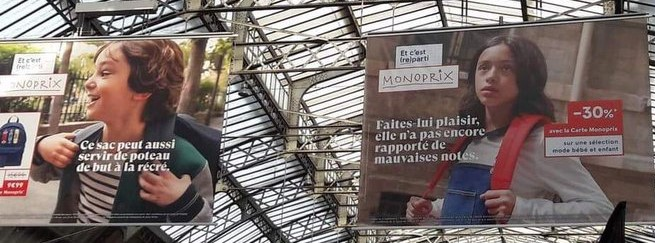 Et c'est
(re)parti
MONOPRIX
Ce sac peut aussi
servir de poteau
de but à la récré.
9€99
Et c'est
(re)parti
MONOPRIX
Faites-lui plaisir,
elle n'a pas encore
rapporté de
mauvaises notes.
-30%*
avec la Carte Monoprix
sur une sélection
mode bébé et enfant